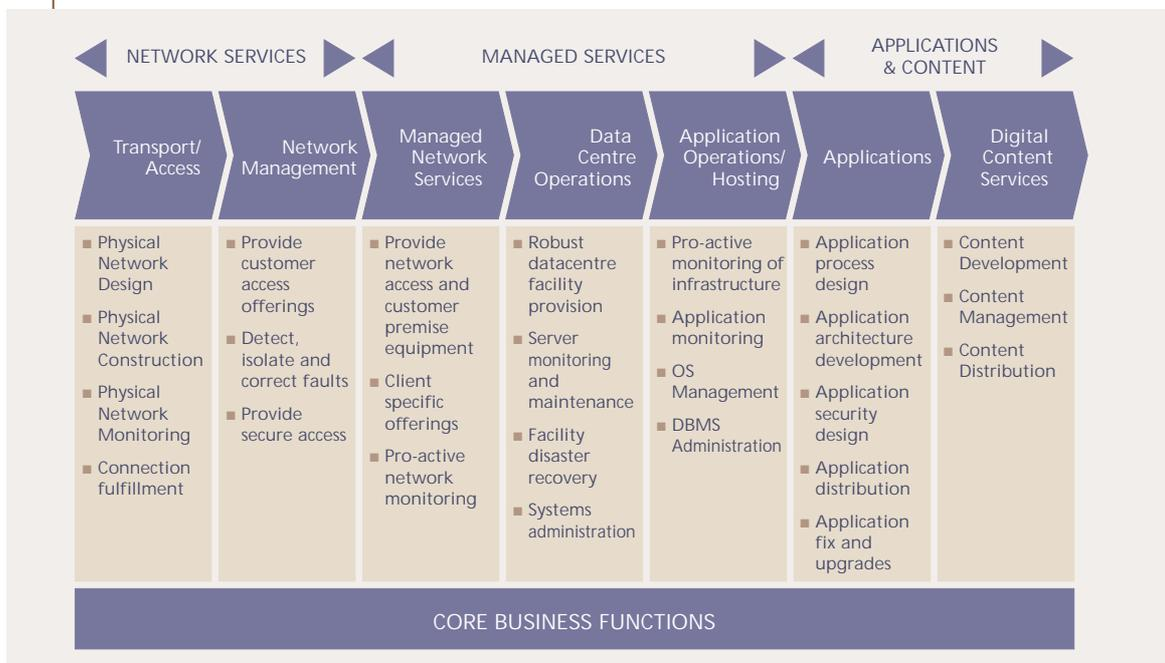 NETWORK SERVICES
MANAGED SERVICES
APPLICATIONS
& CONTENT
Transport/
Access
Network
Management
Managed
Network
Services
Data
Centre
Operations
Application
Operations/
Hosting
Applications
Digital
Content
Services
Physical
Network
Design
Physical
Network
Construction
Physical
Network
Monitoring
Connection
fulfillment
Provide
customer
access
offerings
Detect,
isolate and
correct faults
Provide
secure access
Provide
network
access and
customer
premise
equipment
Client
specific
offerings
Pro-active
network
monitoring
Robust
datacentre
facility
provision
Server
monitoring
and
maintenance
Facility
disaster
recovery
Systems
administration
Pro-active
monitoring of
infrastructure
Application
monitoring
OS
Management
DBMS
Administration
Application
process
design
Application
architecture
development
Application
security
design
Application
distribution
Application
fix and
upgrades
Content
Development
Content
Management
Content
Distribution
CORE BUSINESS FUNCTIONS